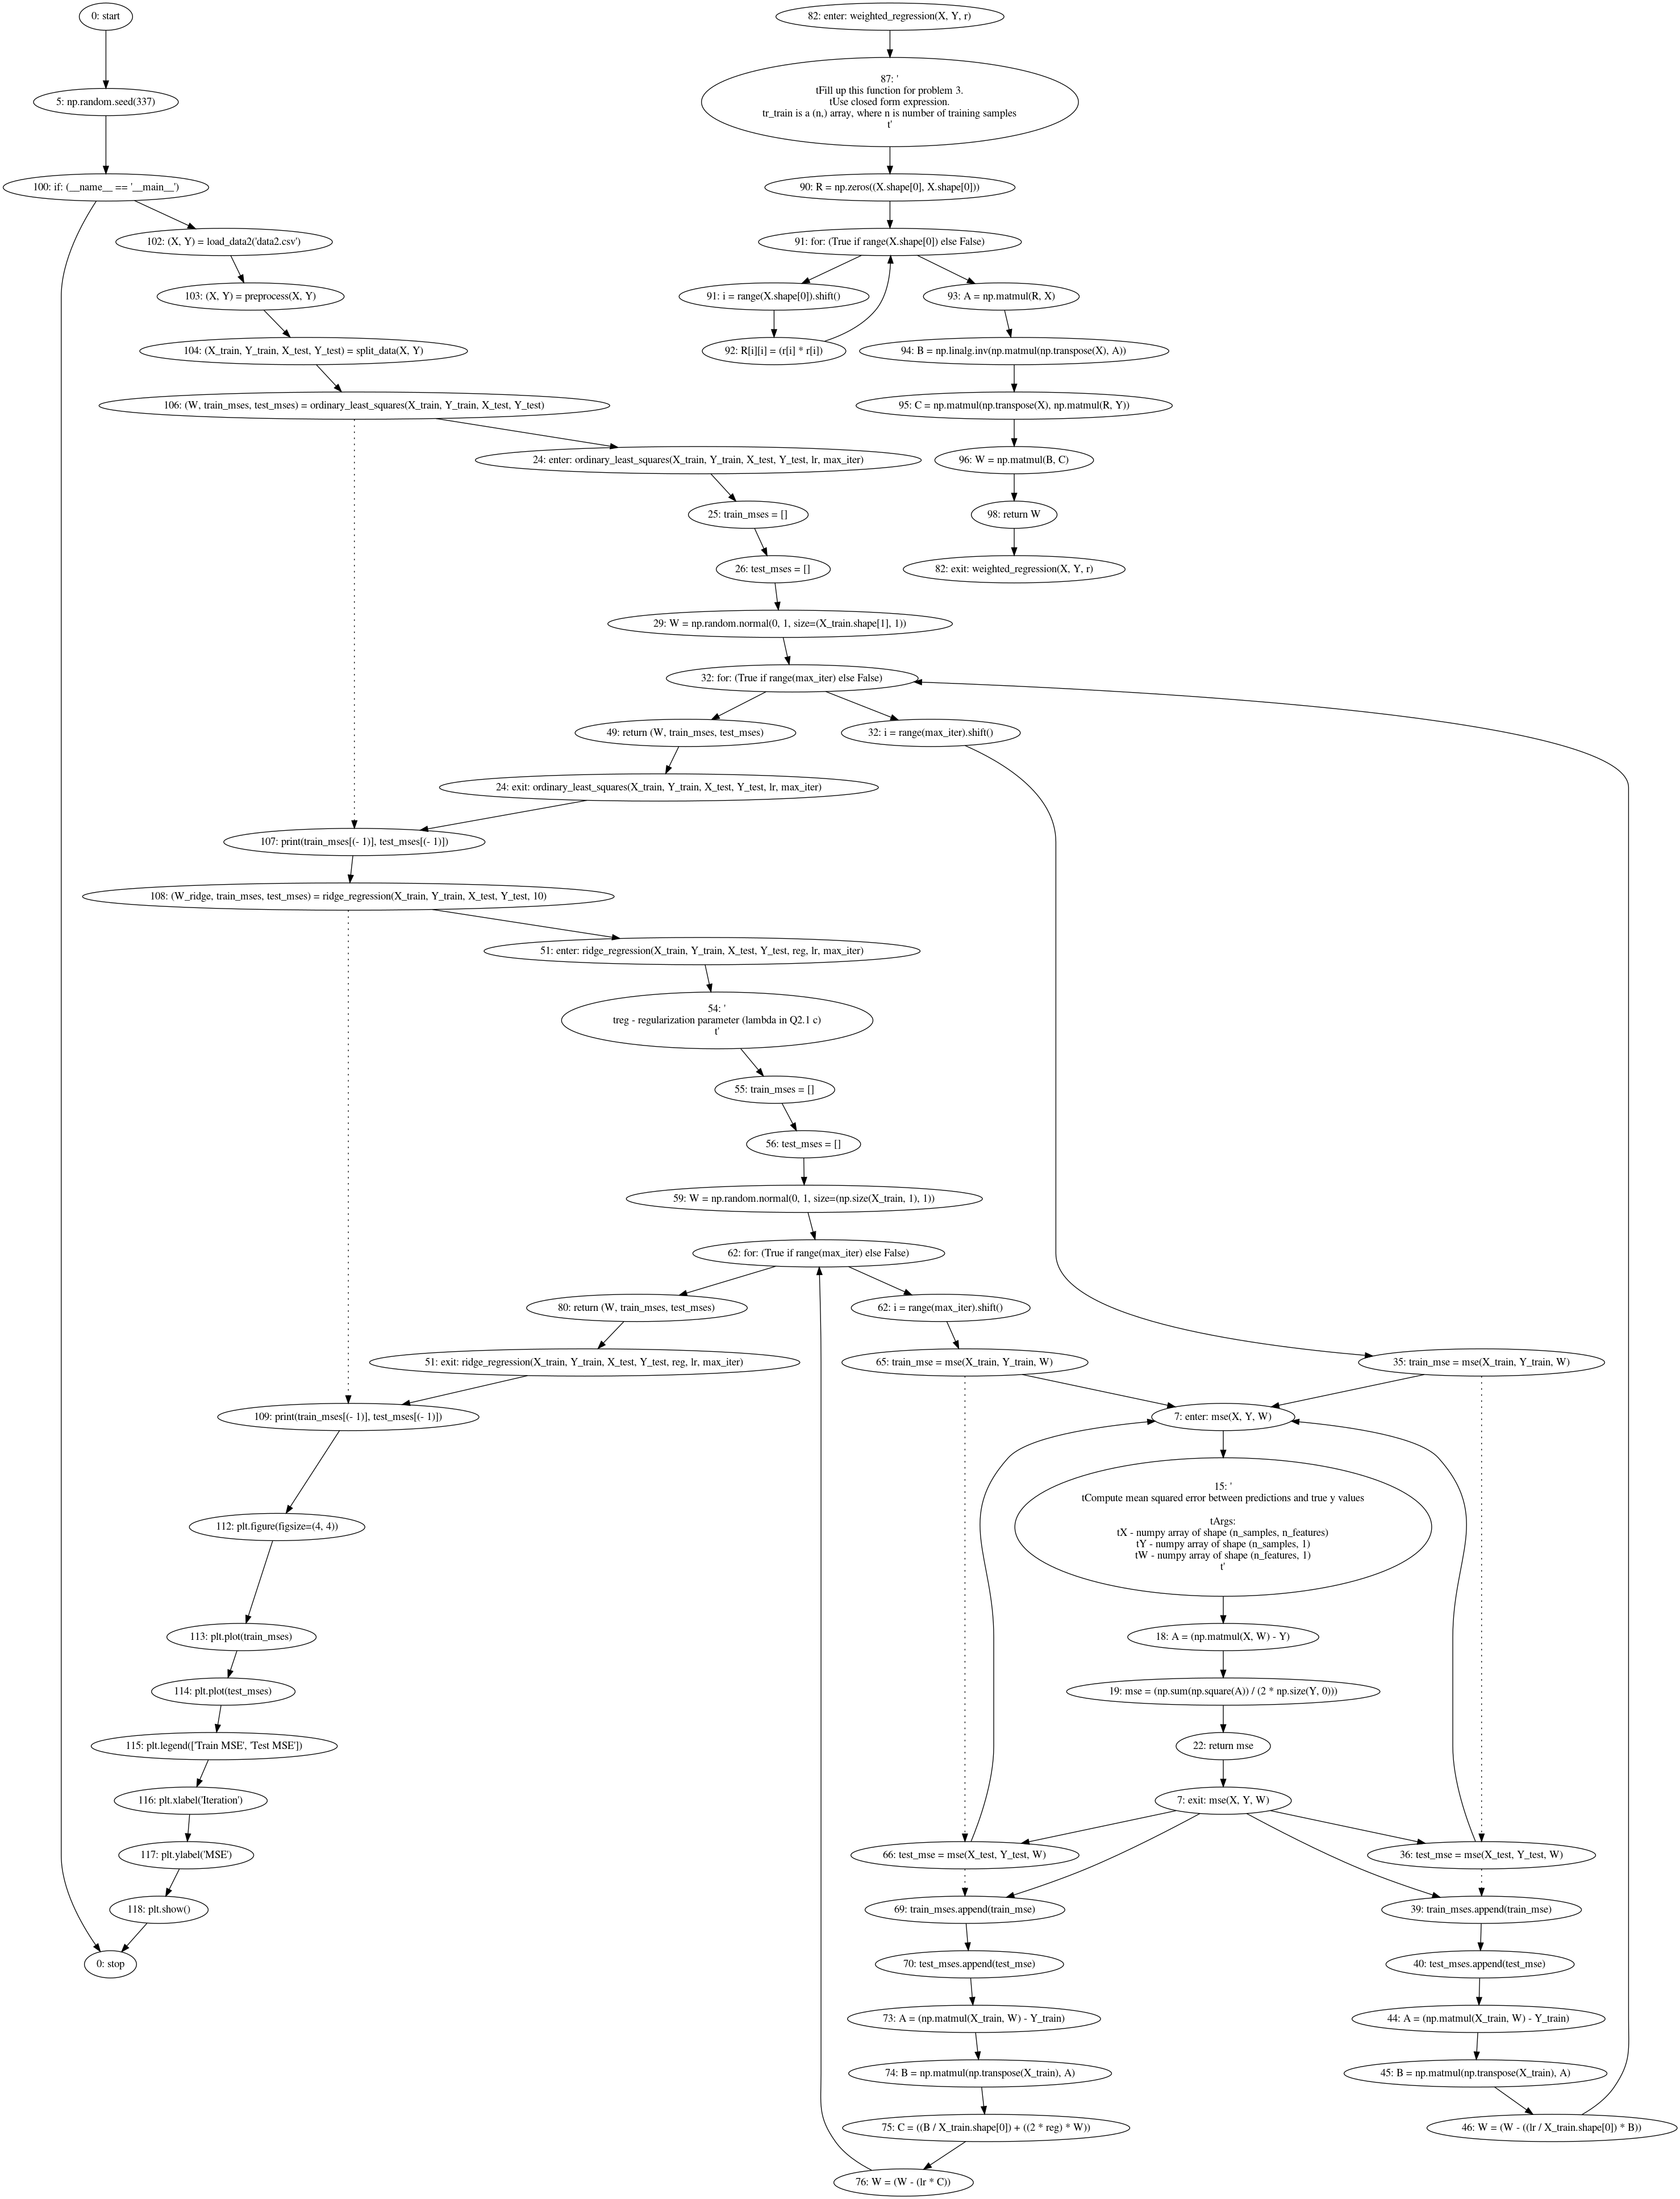 0: start
5: np.random.seed(337)
100: if: (__name__ == '__main__')
102: (X, Y) = load_data2('data2.csv')
103: (X, Y) = preprocess(X, Y)
104: (X_train, Y_train, X_test, Y_test) = split_data(X, Y)
106: (W, train_mses, test_mses) = ordinary_least_squares(X_train, Y_train, X_test, Y_test)
24: enter: ordinary_least_squares(X_train, Y_train, X_test, Y_test, lr, max_iter)
25: train_mses = []
26: test_mses = []
29: W = np.random.normal(0, 1, size=(X_train.shape[1], 1))
32: for: (True if range(max_iter) else False)
49: return (W, train_mses, test_mses)
32: i = range(max_iter).shift()
24: exit: ordinary_least_squares(X_train, Y_train, X_test, Y_test, lr, max_iter)
107: print(train_mses[(- 1)], test_mses[(- 1)])
108: (W_ridge, train_mses, test_mses) = ridge_regression(X_train, Y_train, X_test, Y_test, 10)
51: enter: ridge_regression(X_train, Y_train, X_test, Y_test, reg, lr, max_iter)
54: '
treg - regularization parameter (lambda in Q2.1 c)
t'
55: train_mses = []
56: test_mses = []
59: W = np.random.normal(0, 1, size=(np.size(X_train, 1), 1))
62: for: (True if range(max_iter) else False)
80: return (W, train_mses, test_mses)
62: i = range(max_iter).shift()
51: exit: ridge_regression(X_train, Y_train, X_test, Y_test, reg, lr, max_iter)
65: train_mse = mse(X_train, Y_train, W)
35: train_mse = mse(X_train, Y_train, W)
109: print(train_mses[(- 1)], test_mses[(- 1)])
7: enter: mse(X, Y, W)
15: '
tCompute mean squared error between predictions and true y values
tArgs:
tX - numpy array of shape (n_samples, n_features)
tY - numpy array of shape (n_samples, 1)
tW - numpy array of shape (n_features, 1)
t'
112: plt.figure(figsize=(4, 4))
113: plt.plot(train_mses)
114: plt.plot(test_mses)
115: plt.legend(['Train MSE', 'Test MSE'])
116: plt.xlabel('Iteration')
117: plt.ylabel('MSE')
118: plt.show()
0: stop
18: A = (np.matmul(X, W) - Y)
19: mse = (np.sum(np.square(A)) / (2 * np.size(Y, 0)))
22: return mse
7: exit: mse(X, Y, W)
66: test_mse = mse(X_test, Y_test, W)
36: test_mse = mse(X_test, Y_test, W)
69: train_mses.append(train_mse)
39: train_mses.append(train_mse)
70: test_mses.append(test_mse)
40: test_mses.append(test_mse)
73: A = (np.matmul(X_train, W) - Y_train)
44: A = (np.matmul(X_train, W) - Y_train)
74: B = np.matmul(np.transpose(X_train), A)
45: B = np.matmul(np.transpose(X_train), A)
75: C = ((B / X_train.shape[0]) + ((2 * reg) * W))
46: W = (W - ((lr / X_train.shape[0]) * B))
76: W = (W - (lr * C))
82: enter: weighted_regression(X, Y, r)
87: '
tFill up this function for problem 3.
tUse closed form expression.
tr_train is a (n,) array, where n is number of training samples
t'
90: R = np.zeros((X.shape[0], X.shape[0]))
91: for: (True if range(X.shape[0]) else False)
91: i = range(X.shape[0]).shift()
93: A = np.matmul(R, X)
92: R[i][i] = (r[i] * r[i])
94: B = np.linalg.inv(np.matmul(np.transpose(X), A))
95: C = np.matmul(np.transpose(X), np.matmul(R, Y))
96: W = np.matmul(B, C)
98: return W
82: exit: weighted_regression(X, Y, r)